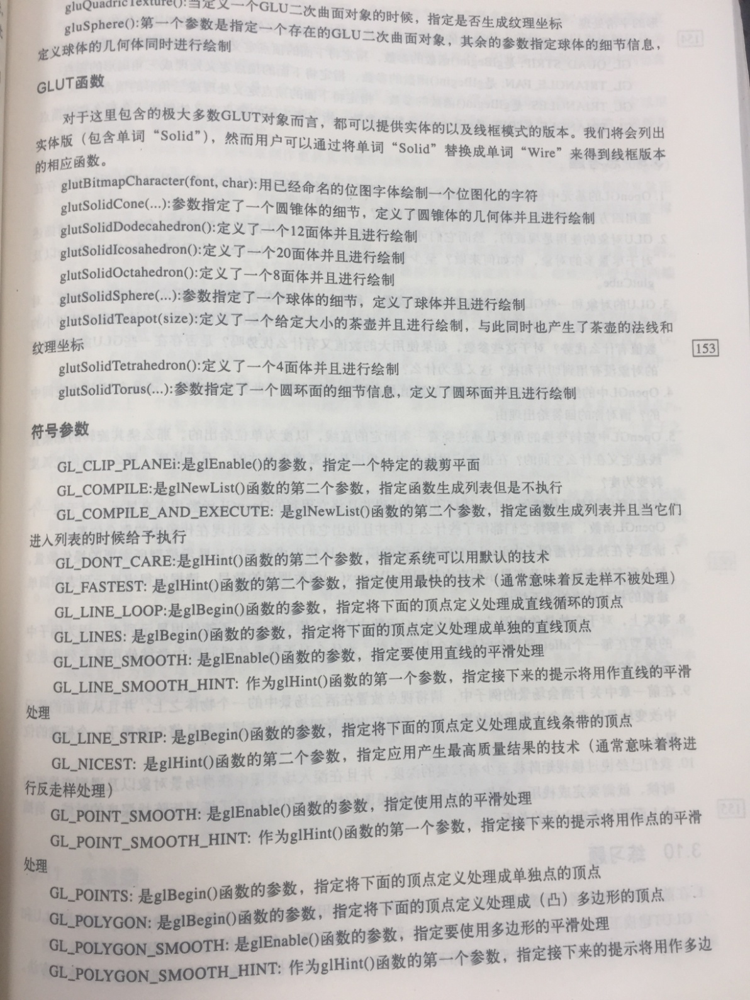 gluQuadricTexture():当定义一个GLU二次曲面对象的时候，指定是否生成纹理坐标
gluSphere():第一个参数是指定一个存在的GLU二次曲面对象，其余的参数指定球体的细节信息，
定义球体的几何体同时进行绘制
GLUT函数
对于这里包含的极大多数GLUT对象而言，都可以提供实体的以及线框模式的版本。我们将会列出
实体版（包含单词“Solid”），然而用户可以通过将单词“Solid”替换成单词“Wire”来得到线框版本
的相应函数。
glutBitmapCharacter(font, char):用已经命名的位图字体绘制一个位图化的字符
glutSolidCone(...):参数指定了一个圆锥体的细节，定义了圆锥体的几何体并且进行绘制
glutSolidDodecahedron():定义了一个12面体并且进行绘制
glutSolidIcosahedron():定义了一个20面体并且进行绘制
glutSolidOctahedron():定义了一个8面体并且进行绘制
glutSolidSphere(...):参数指定了一个球体的细节，定义了球体并且进行绘制
glutSolidTeapot(size):定义了一个给定大小的茶壶并且进行绘制，与此同时也产生了茶壶的法线和
纹理坐标
153
glutSolidTetrahedron():定义了一个4面体并且进行绘制
glutSolidTorus(...):参数指定了一个圆环面的细节信息，定义了圆环面并且进行绘制
符号参数
GL_CLIP_PLANEi:是glEnable()的参数，指定一个特定的裁剪平面
GL_COMPILE:是glNewList()函数的第二个参数，指定函数生成列表但是不执行
GL_COMPILE_AND_EXECUTE: 是glNewList()函数的第二个参数，指定函数生成列表并且当它们
进入列表的时候给予执行
GL_DONT_CARE:是glHint()函数的第二个参数，指定系统可以用默认的技术
GL_FASTEST: 是glHint()函数的第二个参数，指定使用最快的技术（通常意味着反走样不被处理）
GL_LINE_LOOP:是glBegin()函数的参数，指定将下面的顶点定义处理成直线循环的顶点
GL_LINES: 是glBegin()函数的参数，指定将下面的顶点定义处理成单独的直线顶点
GL_LINE_SMOOTH: 是glEnable()函数的参数，指定要使用直线的平滑处理
GL_LINE_SMOOTH_HINT: 作为glHint()函数的第一个参数，指定接下来的提示将用作直线的平滑
处理
GL_LINE_STRIP: 是glBegin()函数的参数，指定将下面的顶点定义处理成直线条带的顶点
GL_NICEST: 是glHint()函数的第二个参数，指定应用产生最高质量结果的技术（通常意味着将进
行反走样处理）
GL_POINT_SMOOTH: 是glEnable()函数的参数，指定使用点的平滑处理
GL_POINT_SMOOTH_HINT: 作为glHint()函数的第一个参数，指定接下来的提示将用作点的平滑
处理
GL_POINTS: 是glBegin()函数的参数，指定将下面的顶点定义处理成单独点的顶点
GL_POLYGON: 是glBegin()函数的参数，指定将下面的顶点定义处理成（凸）多边形的顶点
GL_POLYGON_SMOOTH: 是glEnable()函数的参数，指定要使用多边形的平滑处理
GL_POLYGON_SMOOTH_HINT: 作为glHint()函数的第一个参数，指定接下来的提示将用作多边